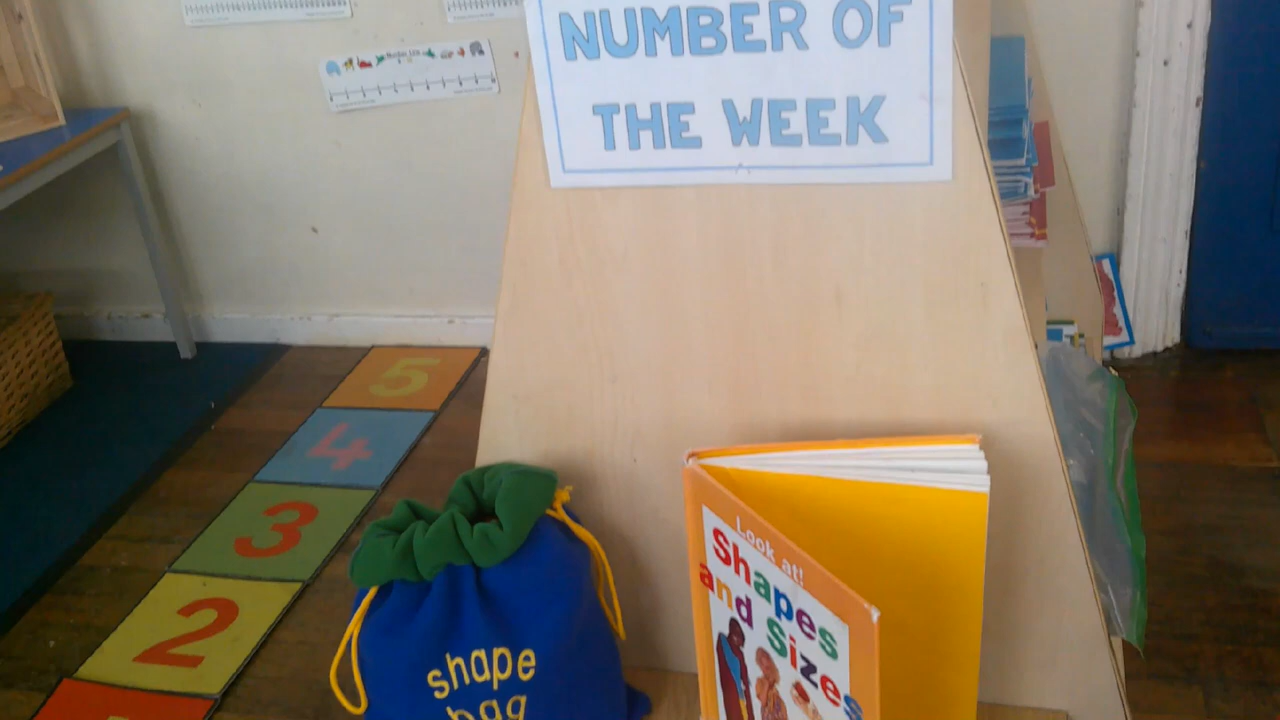 NUMBER OF
THE WEEK
5
4
3
2
shape
bag
Look at!
Shapes
and Sizes